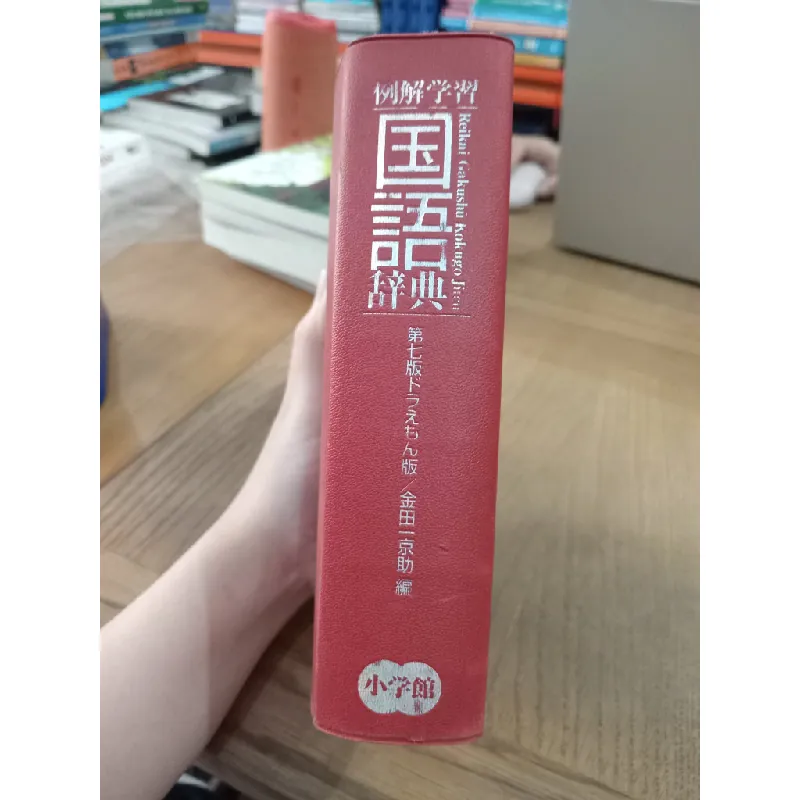 例解学習
国語
辞典
Reikai Gakushū Kokugo Jiten
第七版ドラえもん版/金田一京助 編
小学館